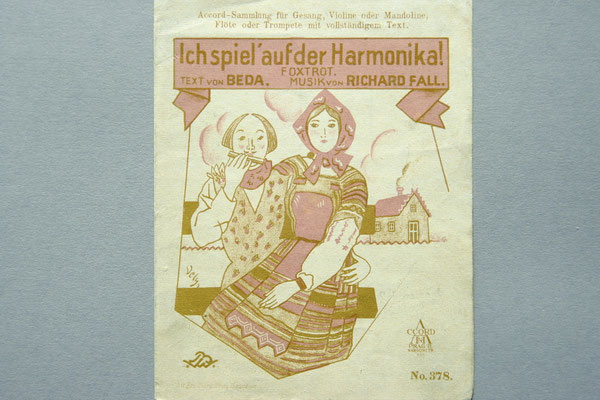 Accord-Sammlung für Gesang, Violine oder Mandoline,
Flöte oder Trompete mit vollständigem Text.
Ich spiel' auf der Harmonika!
FOXTROT.
TEXT VON BEDA. MUSIK VON RICHARD FALL.
ACCORD
No. 378.